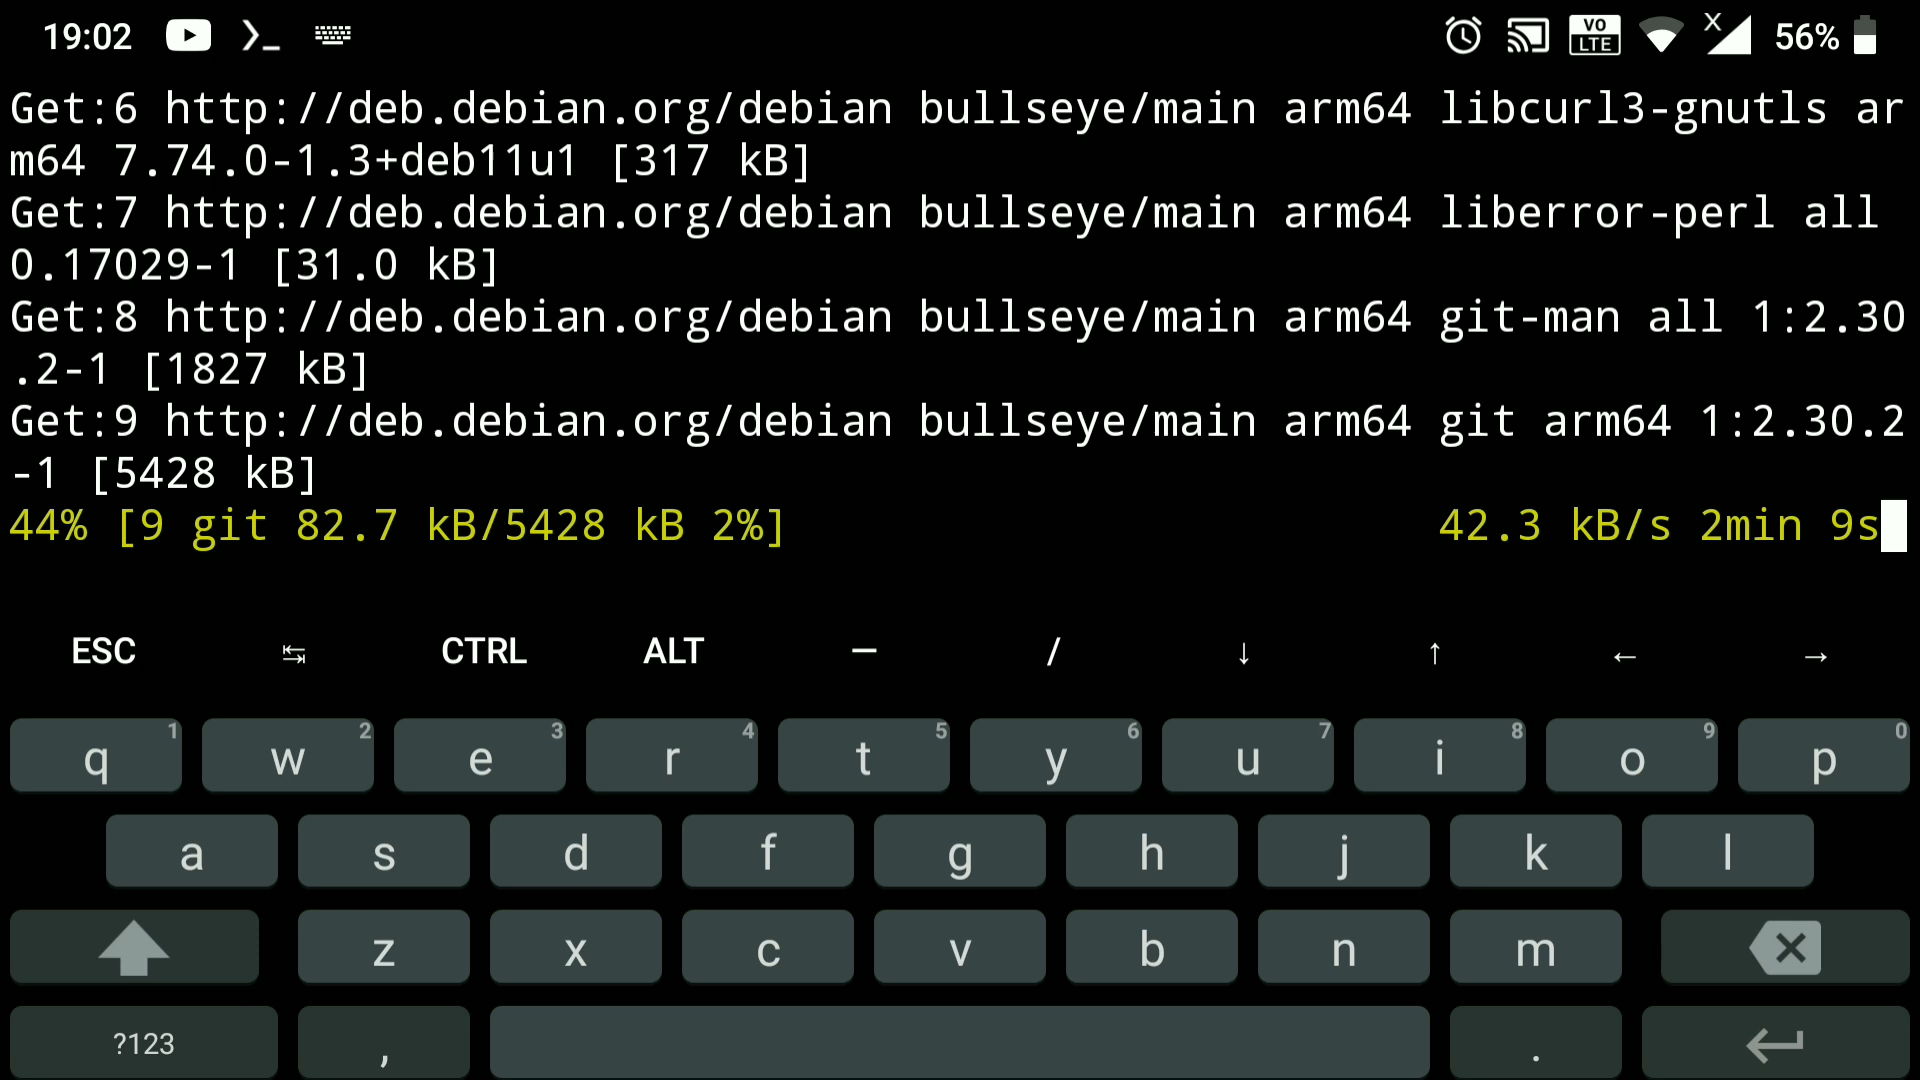 19:02 VO LTE X 56%
Get:6 http://deb.debian.org/debian bullseye/main arm64 libcurl3-gnutls ar
m64 7.74.0-1.3+deb11u1 [317 kB]
Get:7 http://deb.debian.org/debian bullseye/main arm64 liberror-perl all
0.17029-1 [31.0 kB]
Get:8 http://deb.debian.org/debian bullseye/main arm64 git-man all 1:2.30
.2-1 [1827 kB]
Get:9 http://deb.debian.org/debian bullseye/main arm64 git arm64 1:2.30.2
-1 [5428 kB]
44% [9 git 82.7 kB/5428 kB 2%] 42.3 kB/s 2min 9s
ESC ↹ CTRL ALT — / ↓ ↑ ← →
q 1 w 2 e 3 r 4 t 5 y 6 u 7 i 8 o 9 p 0
a s d f g h j k l
z x c v b n m
?123 , .